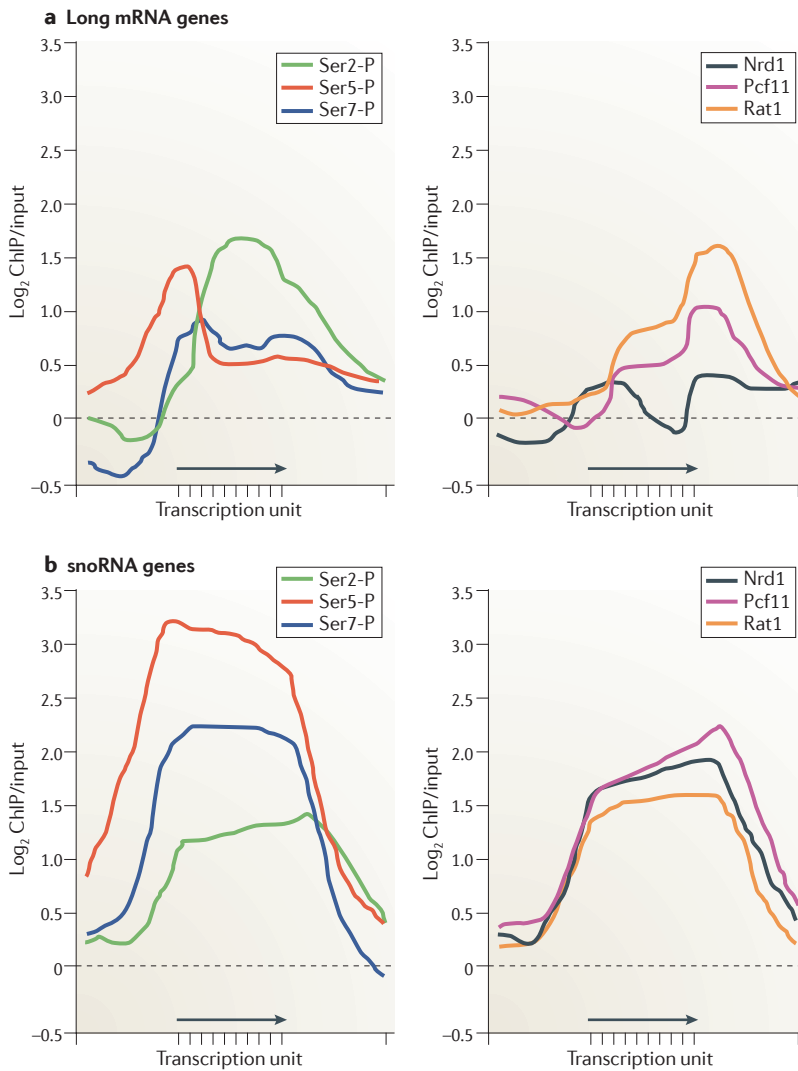 a Long mRNA genes
3.5
3.0
2.5
2.0
1.5
1.0
0.5
0
–0.5
Log2 ChIP/input
Transcription unit
Ser2-P
Ser5-P
Ser7-P
3.5
3.0
2.5
2.0
1.5
1.0
0.5
0
–0.5
Log2 ChIP/input
Transcription unit
Nrd1
Pcf11
Rat1
b snoRNA genes
3.5
3.0
2.5
2.0
1.5
1.0
0.5
0
–0.5
Log2 ChIP/input
Transcription unit
Ser2-P
Ser5-P
Ser7-P
3.5
3.0
2.5
2.0
1.5
1.0
0.5
0
–0.5
Log2 ChIP/input
Transcription unit
Nrd1
Pcf11
Rat1